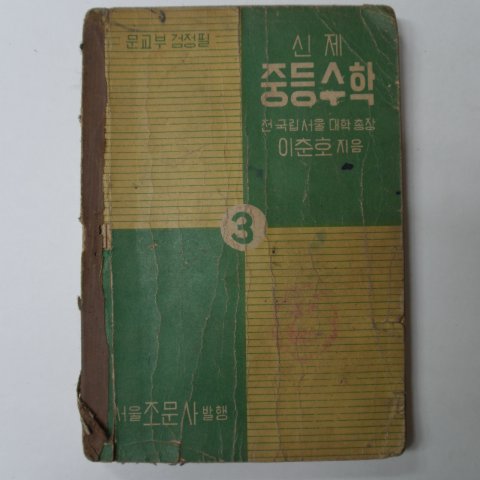 문교부 검정필
신제
중등수학
전 국립 서울 대학 총장
이춘호 지음
3
서울 조문사 발행